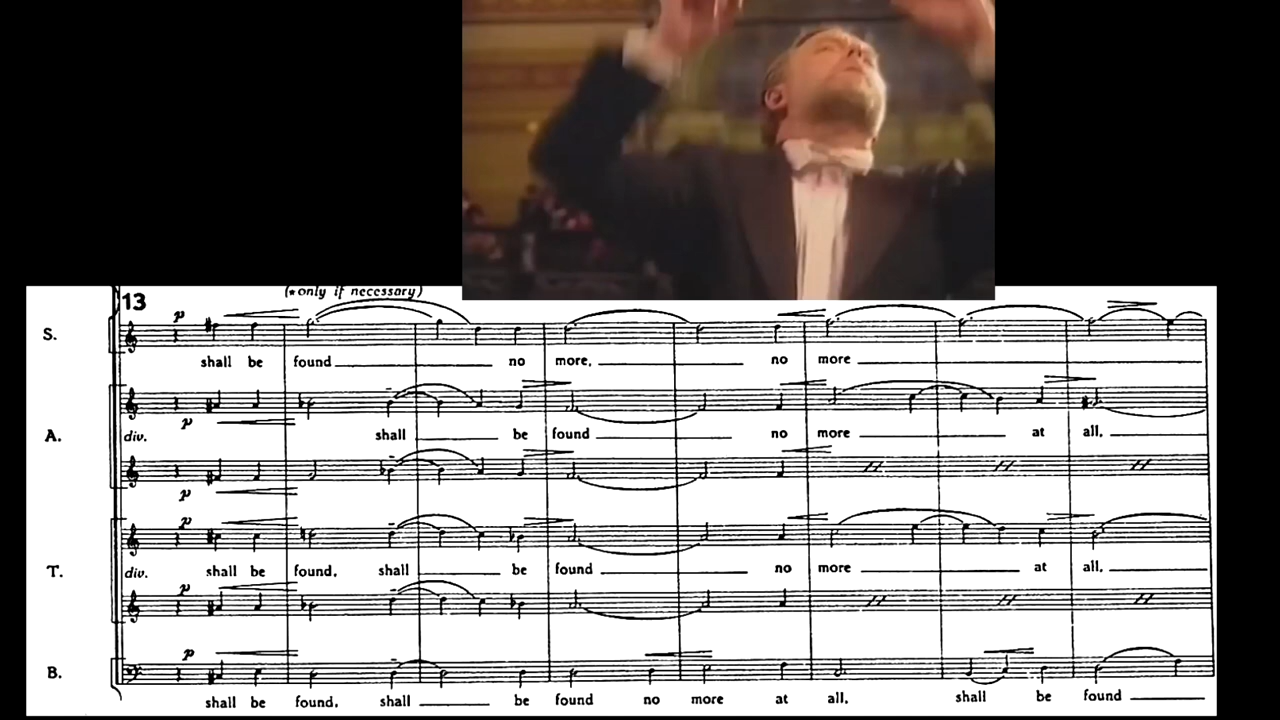 (*only if necessary)
13
p
S.
shall be found no more, no more
p
A.
div. shall be found no more at all,
p
p
T.
div. shall be found, shall be found no more at all,
p
p
B.
shall be found, shall be found no more at all, shall be found